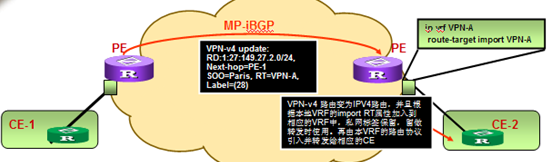 MP-iBGP
PE
VPN-v4 update:
RD:1:27:149.27.2.0/24,
Next-hop=PE-1
SOO=Paris, RT=VPN-A,
Label=(28)
PE
ip vrf VPN-A
route-target import VPN-A
R
R
CE-1
R
VPN-v4 路由变为IPV4路由，并且根
据本地VRF的import RT属性加入到
相应的VRF中，私网标签保留，留做
转发时使用。再由本VRF的路由协议
引入并转发给相应的CE
CE-2
R